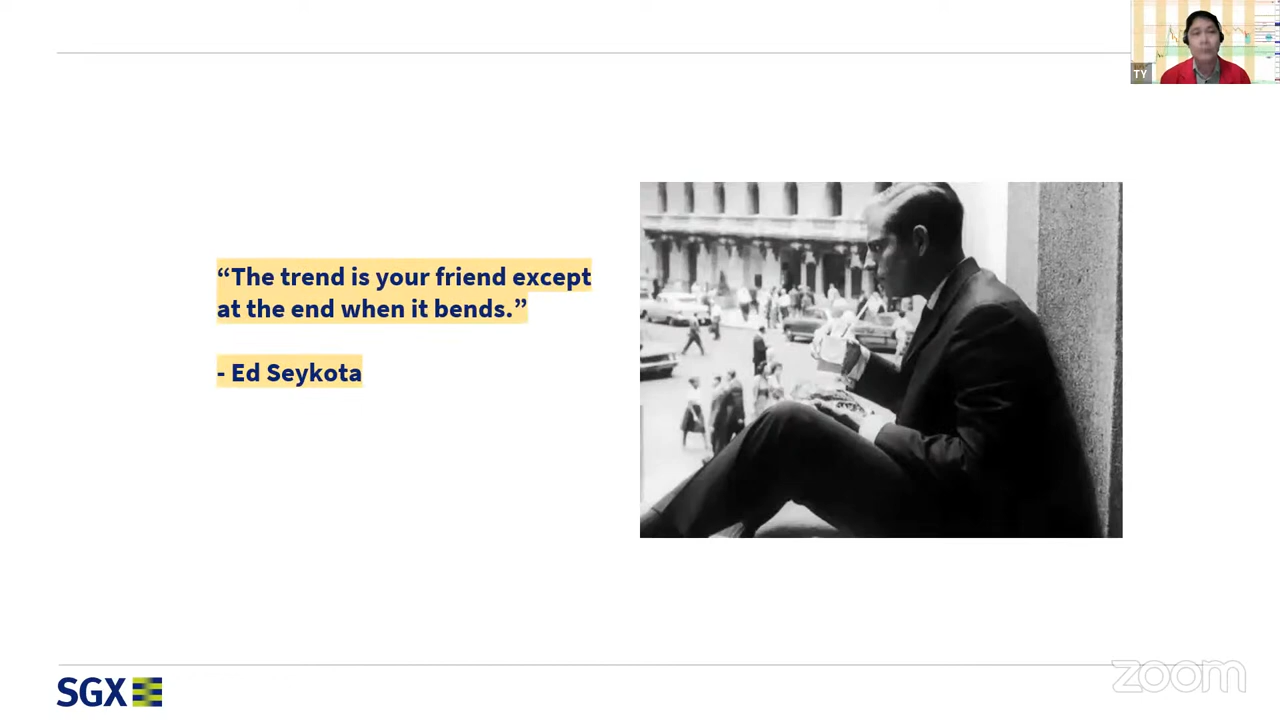 TY
“The trend is your friend except
at the end when it bends.”
- Ed Seykota
SGX
zoom